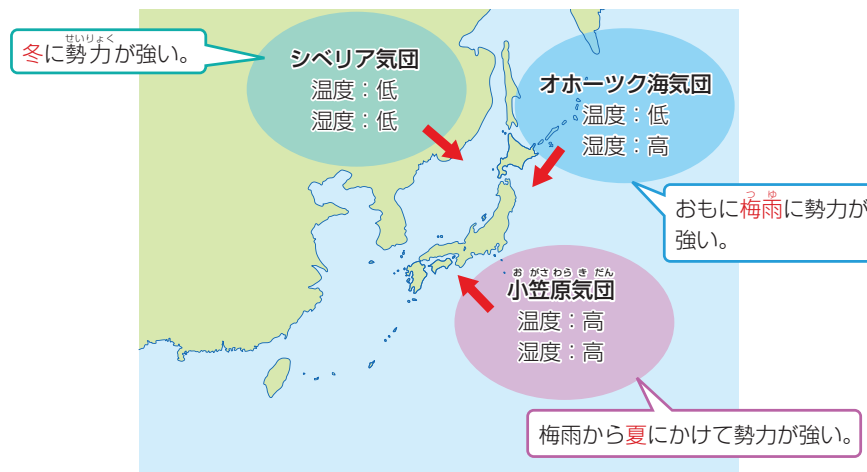 冬に勢力が強い。
せいりょく
シベリア気団
温度：低
湿度：低
オホーツク海気団
温度：低
湿度：高
おもに梅雨に勢力が
つゆ
強い。
おがさわらきだん
小笠原気団
温度：高
湿度：高
梅雨から夏にかけて勢力が強い。